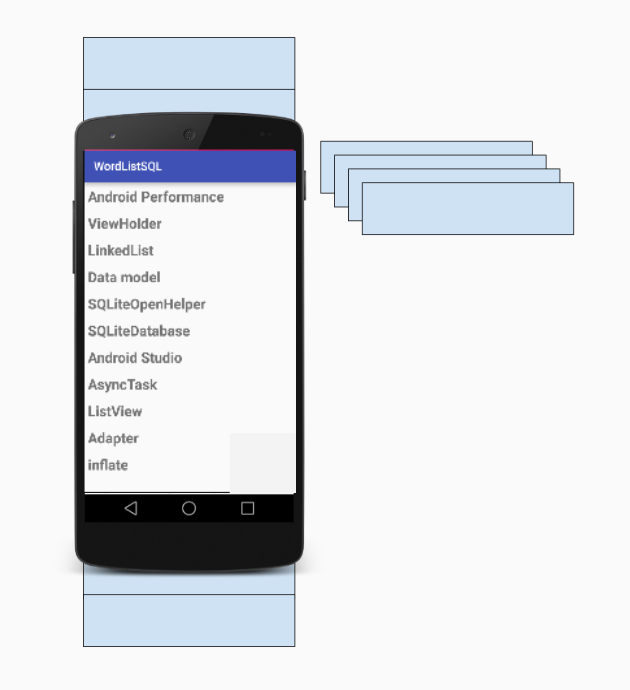 WordListSQL
Android Performance
ViewHolder
LinkedList
Data model
SQLiteOpenHelper
SQLiteDatabase
Android Studio
AsyncTask
ListView
Adapter
inflate